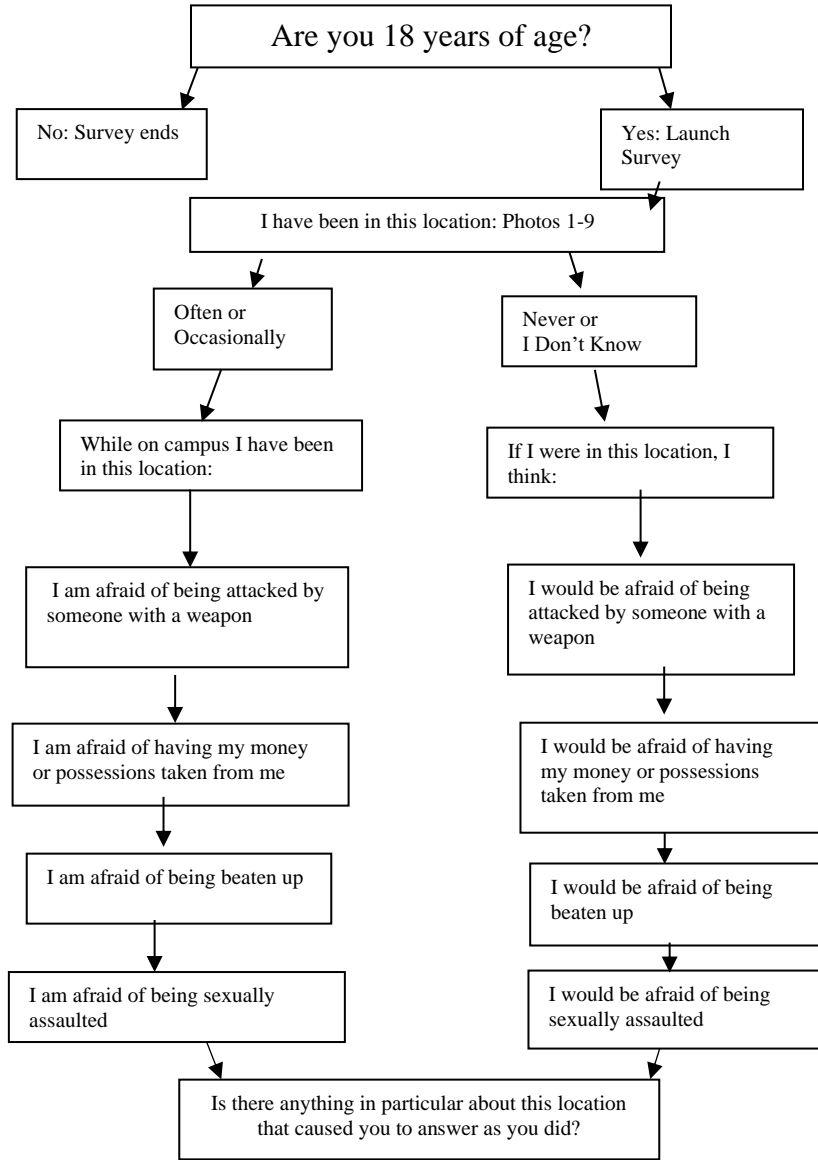 Are you 18 years of age?
No: Survey ends
Yes: Launch
Survey
I have been in this location: Photos 1-9
Often or
Occasionally
Never or
I Don’t Know
While on campus I have been
in this location:
If I were in this location, I
think:
I am afraid of being attacked by
someone with a weapon
I would be afraid of being
attacked by someone with a
weapon
I am afraid of having my money
or possessions taken from me
I would be afraid of having
my money or possessions
taken from me
I am afraid of being beaten up
I would be afraid of being
beaten up
I am afraid of being sexually
assaulted
I would be afraid of being
sexually assaulted
Is there anything in particular about this location
that caused you to answer as you did?